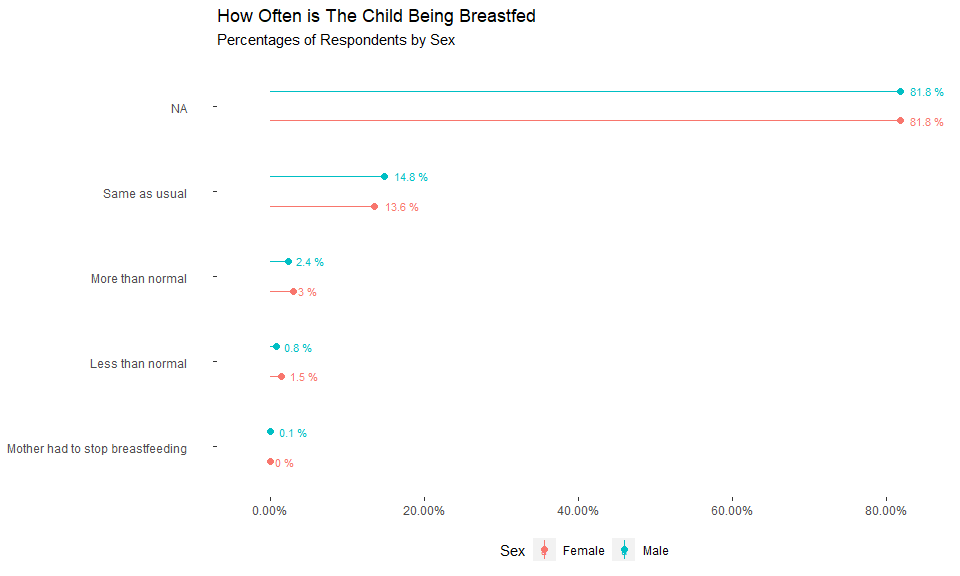 How Often is The Child Being Breastfed
Percentages of Respondents by Sex
NA
81.8 %
81.8 %
Same as usual
14.8 %
13.6 %
More than normal
2.4 %
3 %
Less than normal
0.8 %
1.5 %
Mother had to stop breastfeeding
0.1 %
0 %
0.00% 20.00% 40.00% 60.00% 80.00%
Sex Female Male